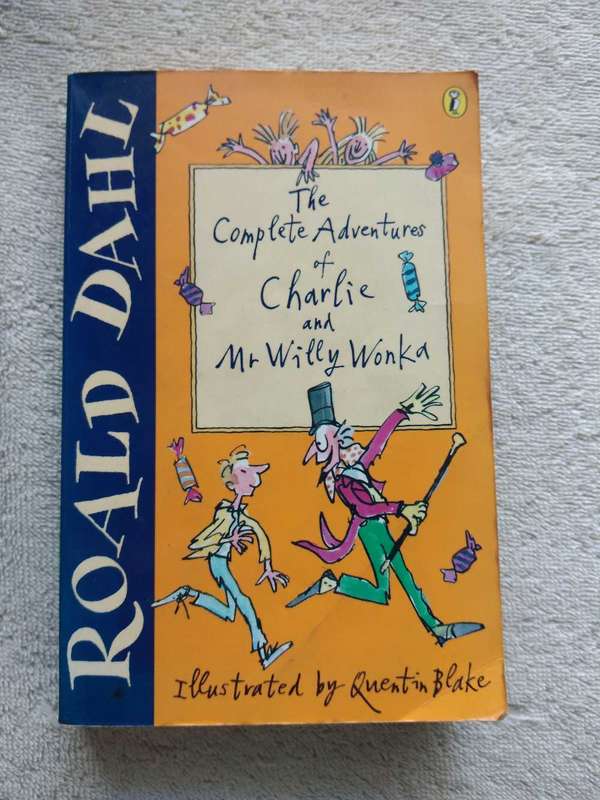 ROALD DAHL
The
Complete Adventures
of
Charlie
and
Mr Willy Wonka
Illustrated by Quentin Blake